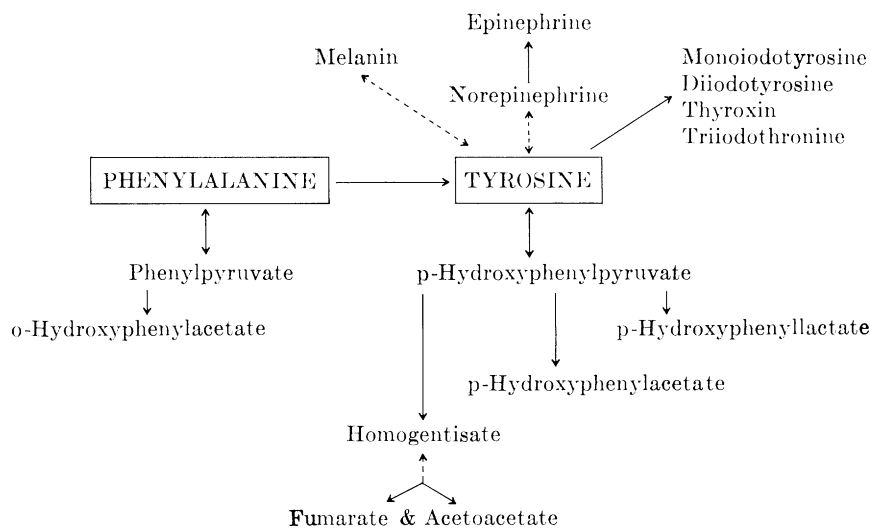 Epinephrine
Melanin
Monoiodotyrosine
Norepinephrine
Diiodotyrosine
Thyroxin
Triiodothronine
PHENYLALANINE
TYROSINE
Phenylpyruvate
p-Hydroxyphenylpyruvate
o-Hydroxyphenylacetate
p-Hydroxyphenyllactate
p-Hydroxyphenylacetate
Homogentisate
Fumarate & Acetoacetate